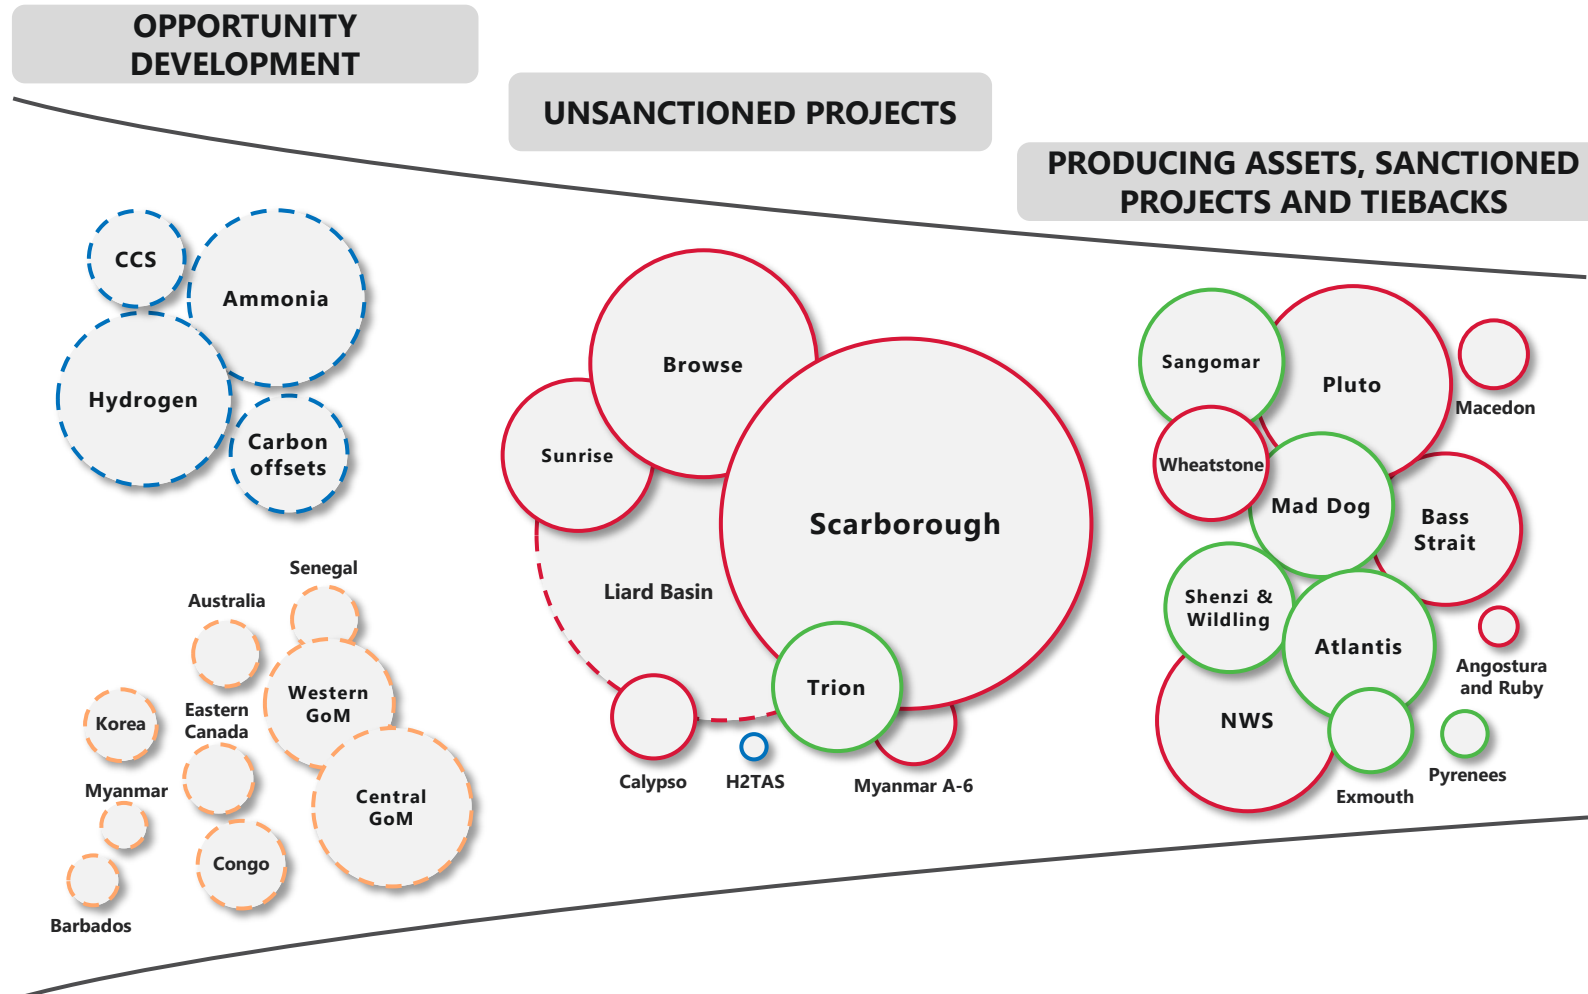 OPPORTUNITY
DEVELOPMENT
UNSANCTIONED PROJECTS
PRODUCING ASSETS, SANCTIONED
PROJECTS AND TIEBACKS
CCS
Ammonia
Hydrogen
Carbon
offsets
Senegal
Australia
Western
GoM
Eastern
Canada
Korea
Myanmar
Central
GoM
Congo
Barbados
Browse
Sunrise
Scarborough
Liard Basin
Trion
Calypso
H2TAS
Myanmar A-6
Sangomar
Pluto
Macedon
Wheatstone
Mad Dog
Bass
Strait
Shenzi &
Wildling
Atlantis
Angostura
and Ruby
NWS
Pyrenees
Exmouth